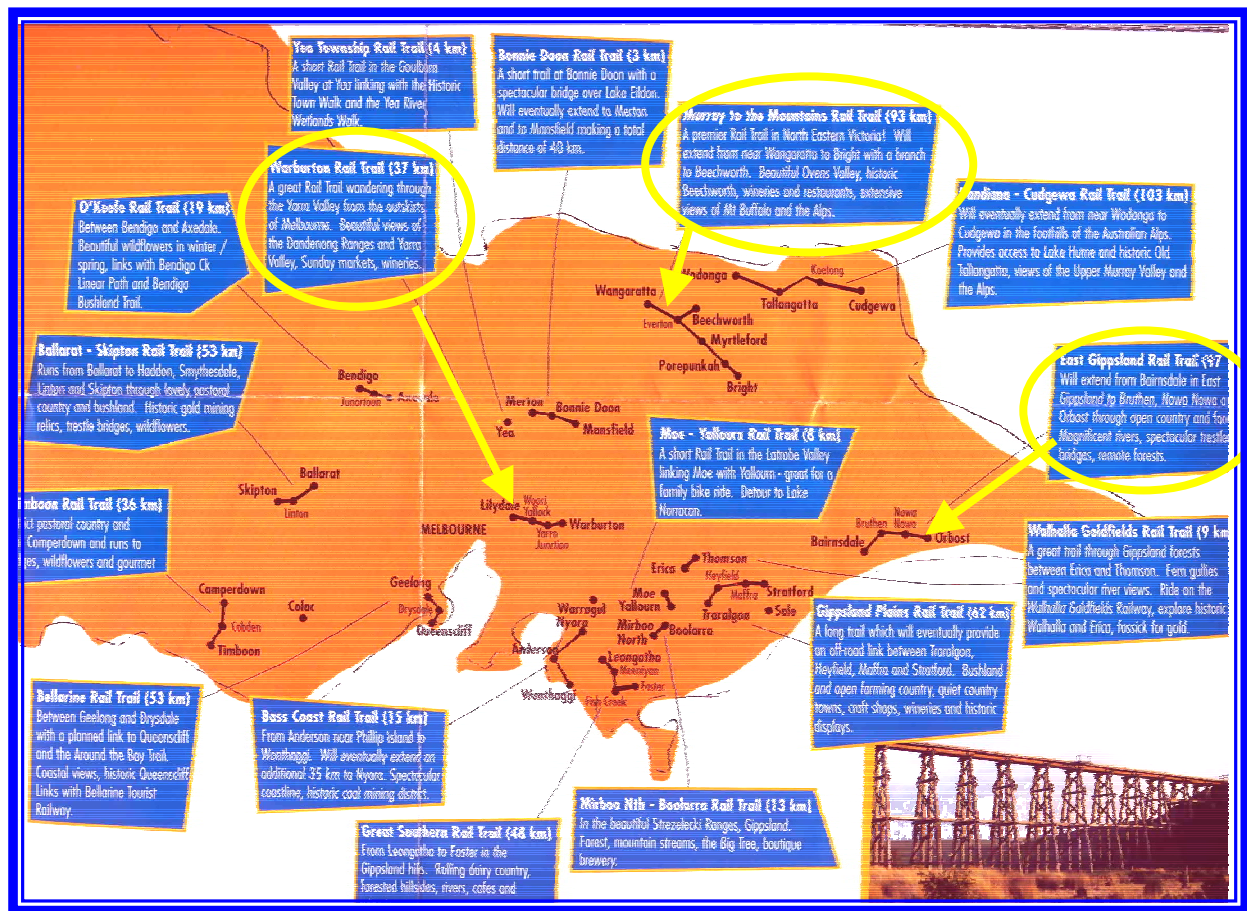 Yea Township Rail Trail (4 km)
A short Rail Trail in the Goulburn
Valley at Yea linking with the Historic
Town Walk and the Yea River
Wetlands Walk.
Bonnie Doon Rail Trail (3 km)
A short trail at Bonnie Doon with a
spectacular bridge over Lake Eildon.
Will eventually extend to Merton
and to Mansfield making a total
distance of 40 km.
Murray to the Mountains Rail Trail (93 km)
A premier Rail Trail in North Eastern Victoria! Will
extend from near Wangaratta to Bright with a branch
to Beechworth. Beautiful Ovens Valley, historic
Beechworth, wineries and restaurants, extensive
views of Mt Buffalo and the Alps.
Warburton Rail Trail (37 km)
A great Rail Trail wandering through
the Yarra Valley from the outskirts
of Melbourne. Beautiful views of
the Dandenong Ranges and Yarra
Valley, Sunday markets, wineries.
- Cudgewa Rail Trail (103 km)
Will eventually extend from near Wodonga to
Cudgewa in the foothills of the Australian Alps.
Provides access to Lake Hume and historic Old
Tallangatta, views of the Upper Murray Valley and
the Alps.
O'Keefe Rail Trail (19 km)
Between Bendigo and Axedale.
Beautiful wildflowers in winter /
spring, links with Bendigo Ck
Linear Path and Bendigo
Bushland Trail.
Wodonga
Koetong
Tallangatta
Cudgewa
Wangaratta
Everton
Beechworth
Myrtleford
Porepunkah
Bright
Ballarat - Skipton Rail Trail (53 km)
Runs from Ballarat to Haddon, Smythesdale,
Linton and Skipton through lovely pastoral
country and bushland. Historic gold mining
relics, trestle bridges, wildflowers.
East Gippsland Rail Trail (97
Will extend from Bairnsdale in East
Gippsland to Bruthen, Nowa Nowa
Orbost through open country and
Magnificent rivers, spectacular trestle
bridges, remote forests.
Bendigo
Junortoun
Axedale
Merton
Bonnie Doon
Mansfield
Yea
Moe - Yallourn Rail Trail (8 km)
A short Rail Trail in the Latrobe Valley
linking Moe with Yallourn - great for a
family bike ride. Detour to Lake
Narracan.
Ballarat
Skipton
Linton
Lilydale
Woori
Yallock
Warburton
Yarra
Junction
MELBOURNE
Nowa
Nowa
Bruthen
Bairnsdale
Orbost
mboon Rail Trail (36 km)
pastoral country and
Camperdown and runs to
wildflowers and gourmet
Walhalla Goldfields Rail Trail (9 km
A great trail through Gippsland forests
between Erica and Thomson. Fern gullies
and spectacular river views. Ride on the
Walhalla Goldfields Railway, explore historic
Walhalla and Erica, fossick for gold.
Camperdown
Cobden
Timboon
Colac
Geelong
Drysdale
Queenscliff
Erica
Thomson
Heyfield
Maffra
Stratford
Traralgon
Sale
Moe
Yallourn
Warragul
Nyora
Mirboo
North
Boolarra
Anderson
Wonthaggi
Leongatha
Meeniyan
Foster
Fish Creek
Gippsland Plains Rail Trail (62 km)
A long trail which will eventually provide
an off-road link between Traralgon,
Heyfield, Maffra and Stratford. Bushland
and open farming country, quiet country
towns, craft shops, wineries and historic
displays.
Bellarine Rail Trail (53 km)
Between Geelong and Drysdale
with a planned link to Queenscliff
and the Around the Bay Trail.
Coastal views, historic Queenscliff
Links with Bellarine Tourist
Railway.
Bass Coast Rail Trail (15 km)
From Anderson near Phillip Island to
Wonthaggi. Will eventually extend an
additional 35 km to Nyora. Spectacular
coastline, historic coal mining district.
Great Southern Rail Trail (48 km)
From Leongatha to Foster in the
Gippsland hills. Rolling dairy country,
forested hillsides, rivers, cafes and
Mirboo Nth - Boolarra Rail Trail (13 km)
In the beautiful Strezelecki Ranges, Gippsland.
Forest, mountain streams, the Big Tree, boutique
brewery.